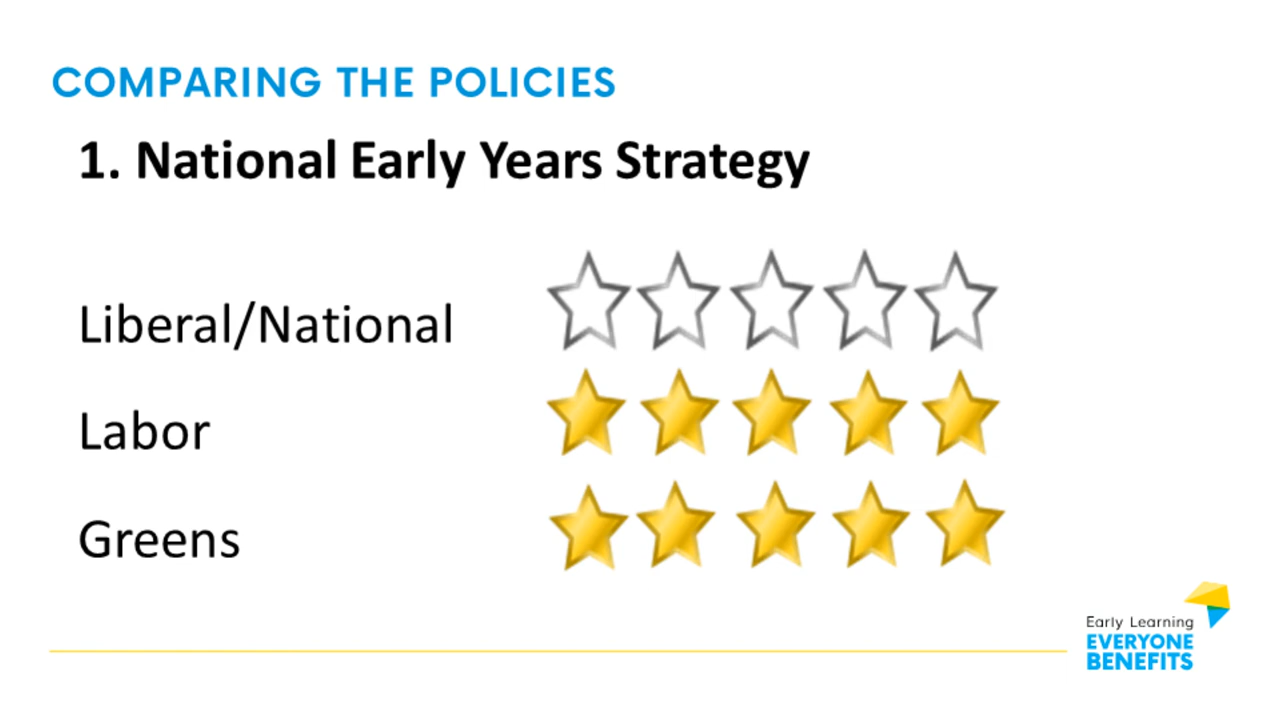 COMPARING THE POLICIES
1. National Early Years Strategy
Liberal/National
Labor
Greens
Early Learning
EVERYONE
BENEFITS